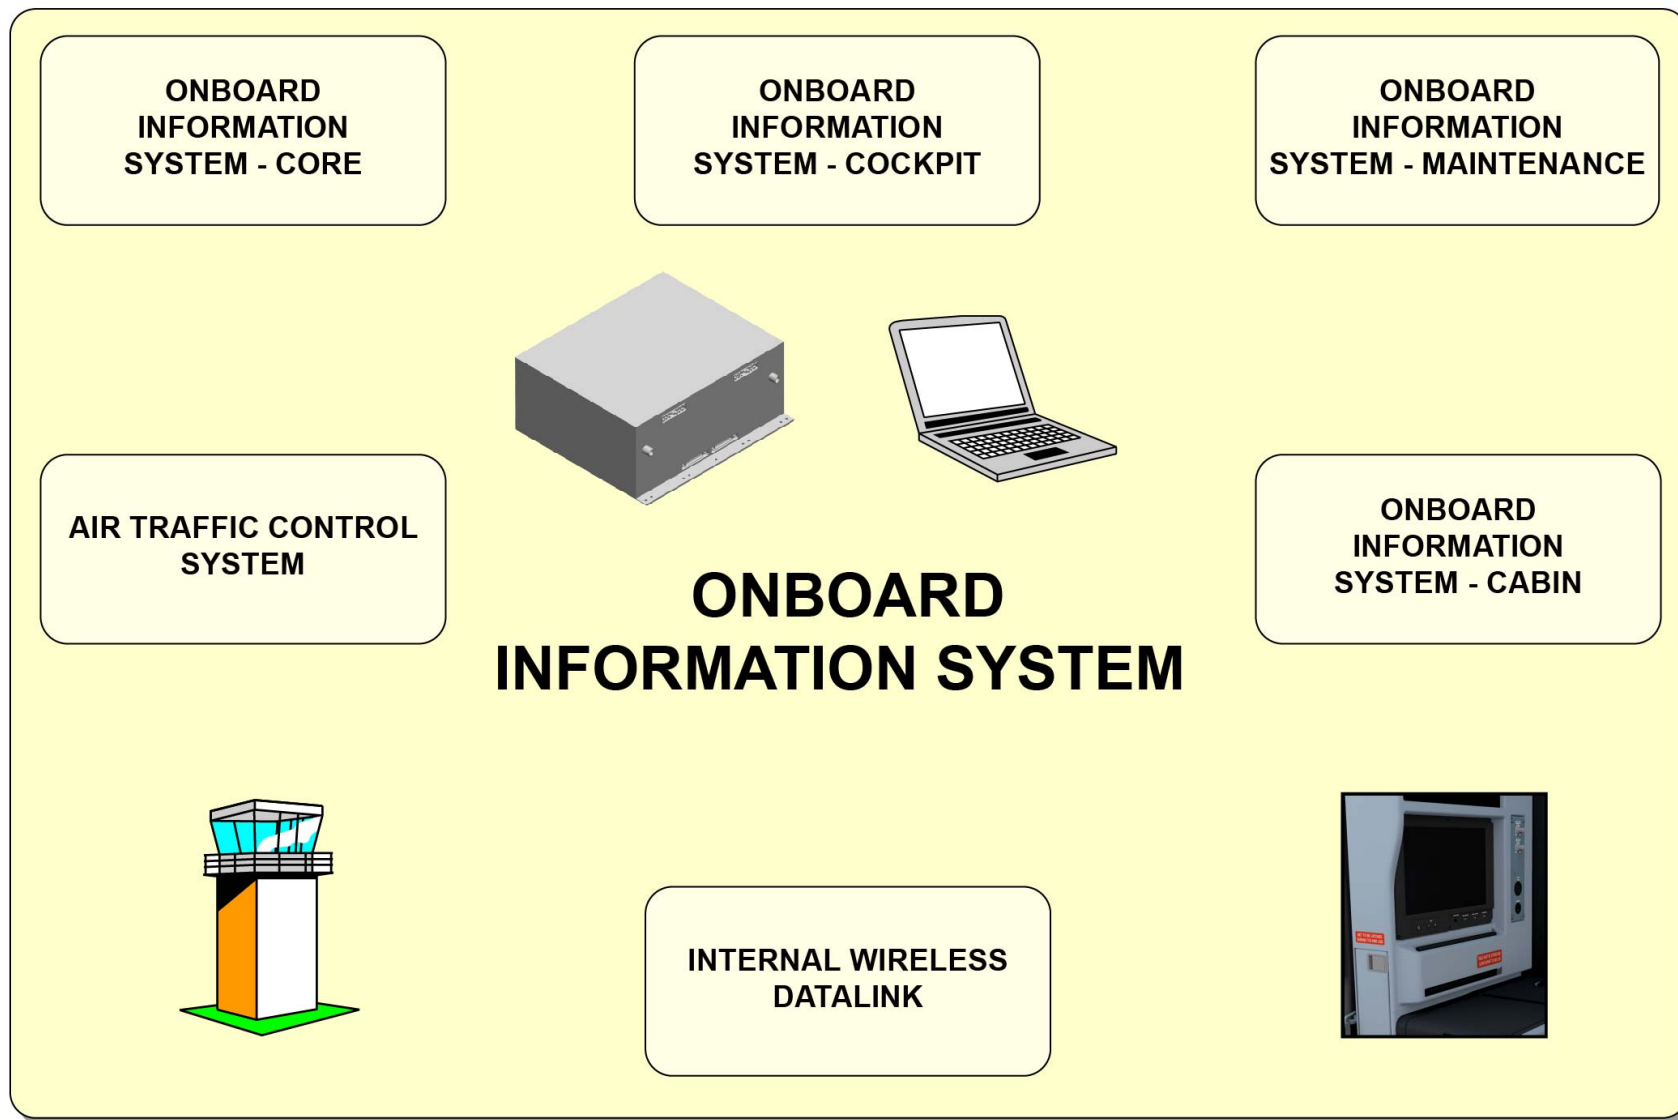 ONBOARD
INFORMATION
SYSTEM - CORE
ONBOARD
INFORMATION
SYSTEM - COCKPIT
ONBOARD
INFORMATION
SYSTEM - MAINTENANCE
AIR TRAFFIC CONTROL
SYSTEM
ONBOARD
INFORMATION
SYSTEM - CABIN
ONBOARD
INFORMATION SYSTEM
INTERNAL WIRELESS
DATALINK